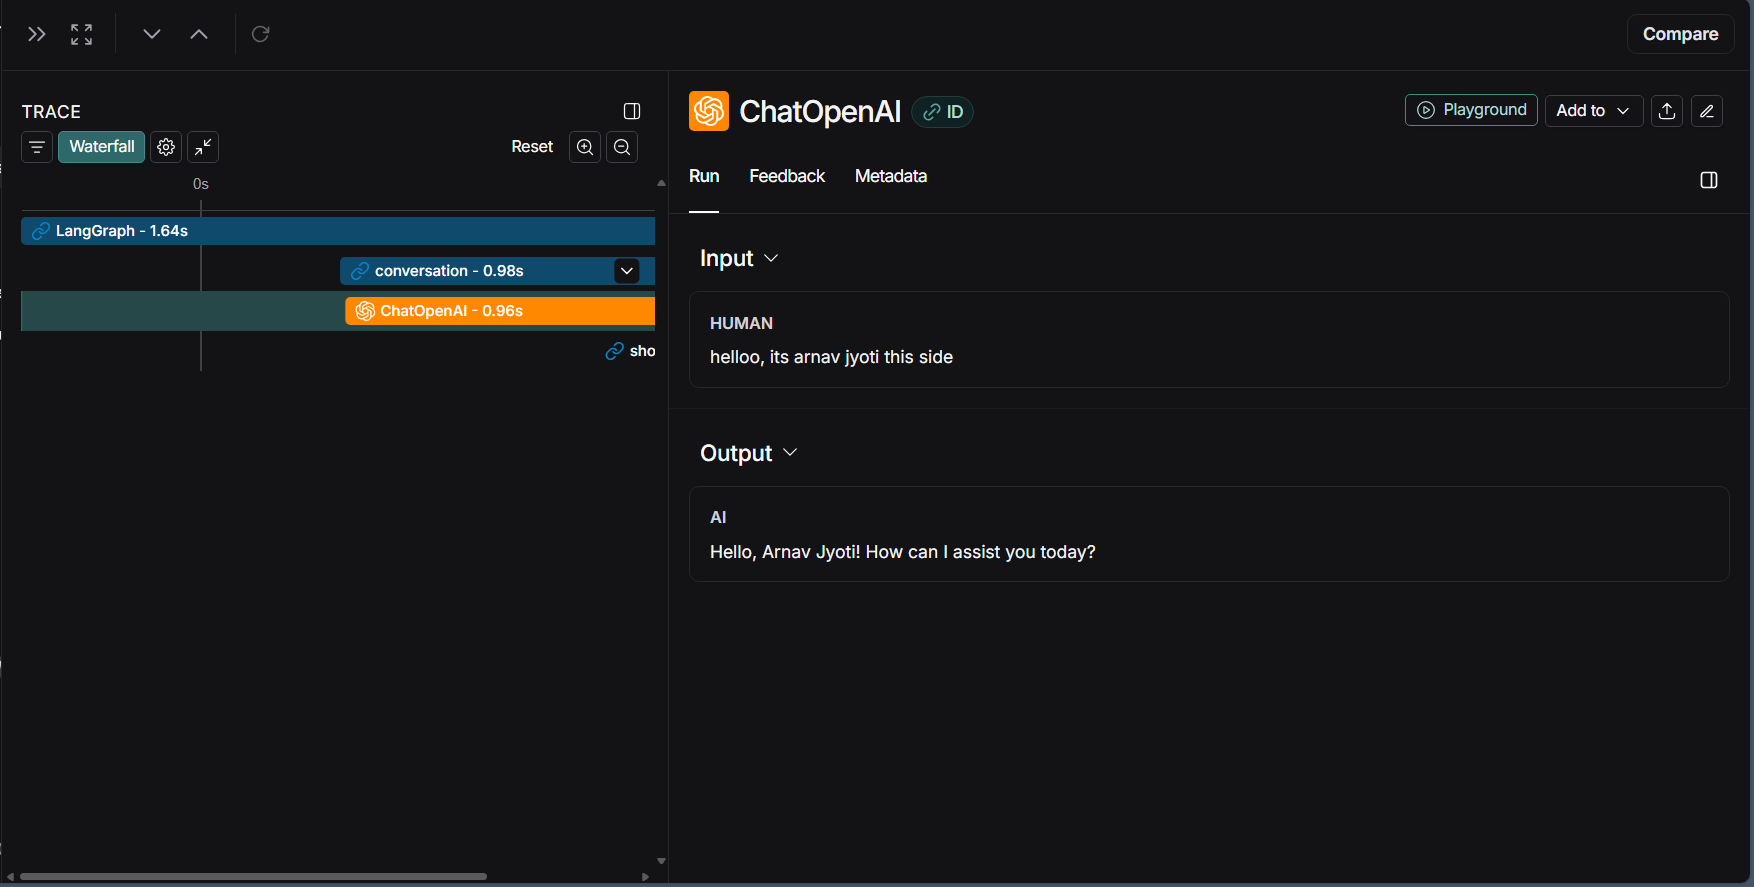 Compare
TRACE
Waterfall
Reset
0s
LangGraph - 1.64s
conversation - 0.98s
ChatOpenAI - 0.96s
sho
ChatOpenAI
ID
Playground
Add to
Run
Feedback
Metadata
Input
HUMAN
helloo, its arnav jyoti this side
Output
AI
Hello, Arnav Jyoti! How can I assist you today?